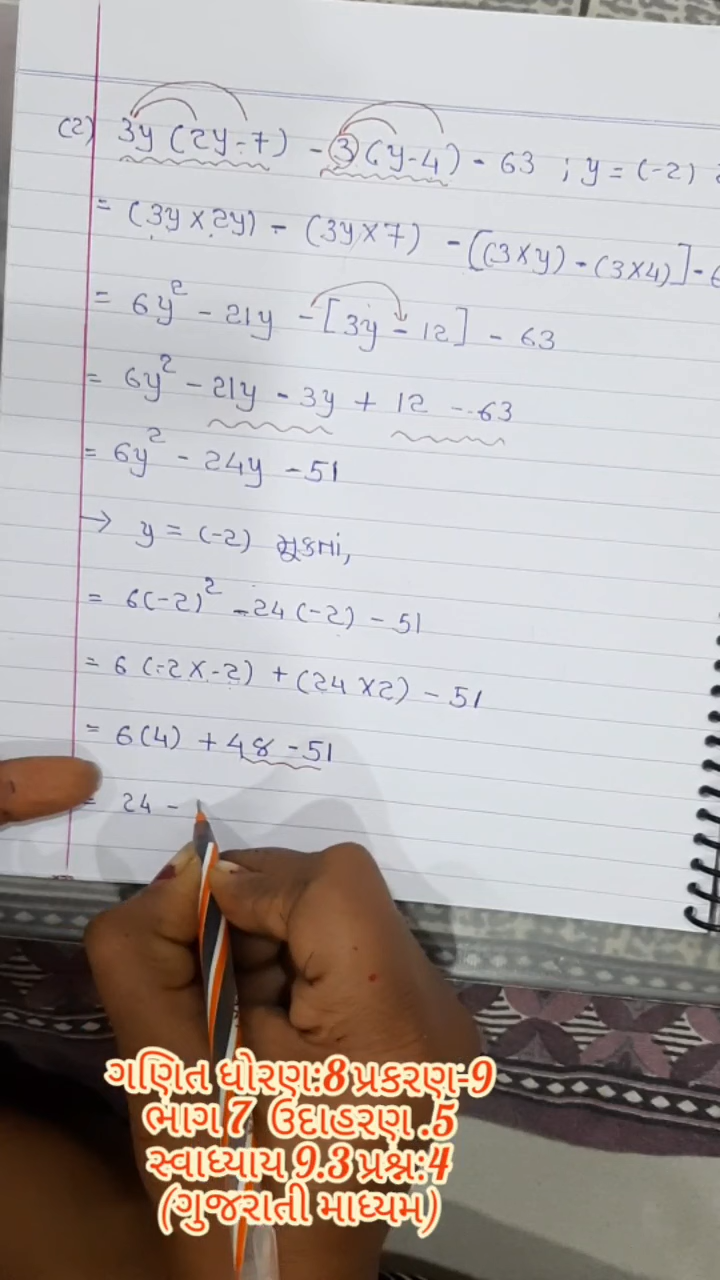 (2) 3y (2y - 7) - 3 (y - 4) - 63 ; y = (-2)
= (3y × 2y) - (3y × 7) - [(3 × y) - (3 × 4)] - 6
= 6y² - 21y - [3y - 12] - 63
= 6y² - 21y - 3y + 12 - 63
= 6y² - 24y - 51
→ y = (-2) મૂકતાં,
= 6(-2)² - 24 (-2) - 51
= 6 (-2 × -2) + (24 × 2) - 51
= 6(4) + 48 - 51
= 24 -
ગણિત ધોરણ:8 પ્રકરણ:-9
ભાગ 7 ઉદાહરણ .5
સ્વાધ્યાય 9.3 પ્રશ્ન:4
(ગુજરાતી માધ્યમ)